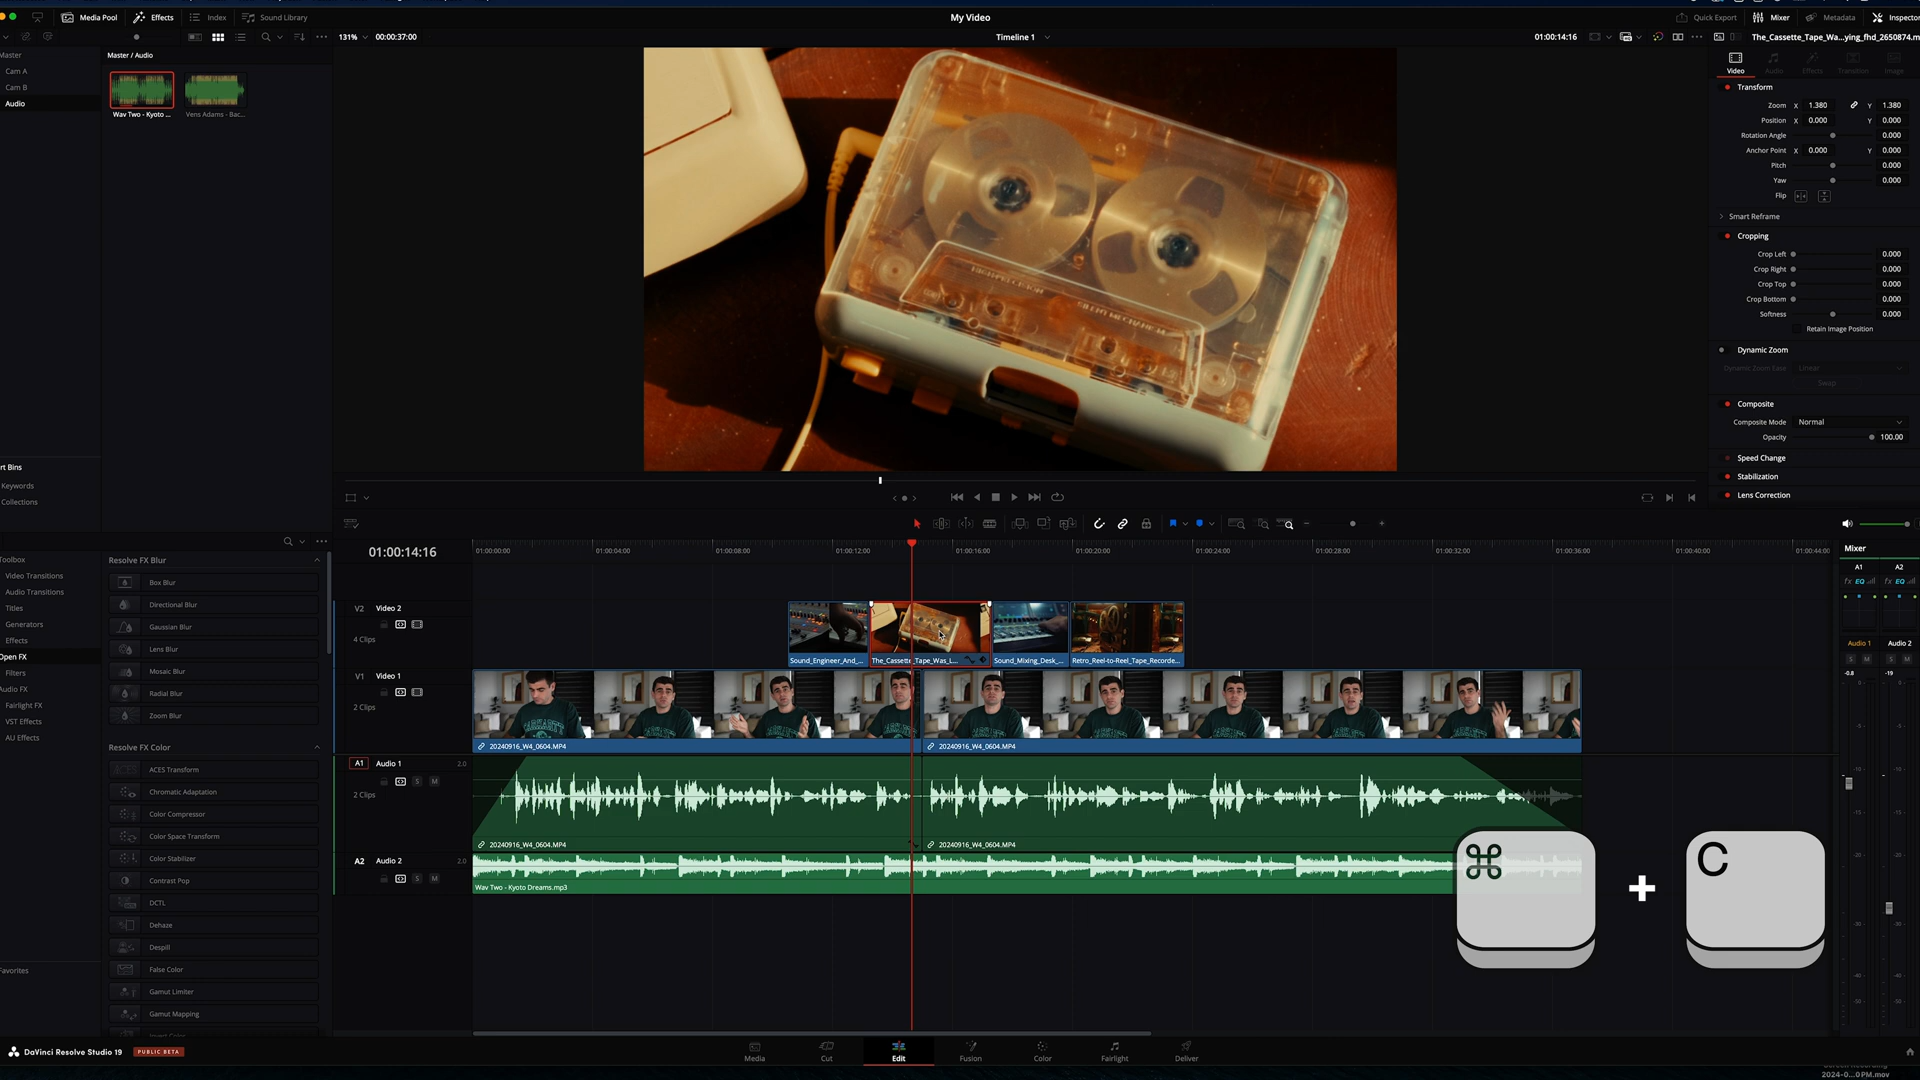 Media Pool
Effects
Index
Sound Library
My Video
Quick Export
Mixer
Metadata
Inspector
131%
00:00:37:00
Timeline 1
01:00:14:16
The_Cassette_Tape_Wa...ying_fhd_2650874.m
Master
Cam A
Cam B
Audio
Master / Audio
Wav Two - Kyoto ...
Vens Adams - Bac...
Video
Audio
Effects
Transition
Image
Transform
Zoom X 1.380 Y 1.380
Position X 0.000 Y 0.000
Rotation Angle 0.000
Anchor Point X 0.000 Y 0.000
Pitch 0.000
Yaw 0.000
Flip
Smart Reframe
Cropping
Crop Left 0.000
Crop Right 0.000
Crop Top 0.000
Crop Bottom 0.000
Softness 0.000
Retain Image Position
Dynamic Zoom
Dynamic Zoom Ease Linear
Swap
Composite
Composite Mode Normal
Opacity 100.00
Speed Change
Stabilization
Lens Correction
rt Bins
Keywords
Collections
Toolbox
Video Transitions
Audio Transitions
Titles
Generators
Effects
Open FX
Filters
Audio FX
Fairlight FX
VST Effects
AU Effects
Favorites
Resolve FX Blur
Box Blur
Directional Blur
Gaussian Blur
Lens Blur
Mosaic Blur
Radial Blur
Zoom Blur
Resolve FX Color
ACES Transform
Chromatic Adaptation
Color Compressor
Color Space Transform
Color Stabilizer
Contrast Pop
DCTL
Dehaze
Despill
False Color
Gamut Limiter
Gamut Mapping
Invert Color
01:00:14:16
01:00:00:00
01:00:04:00
01:00:08:00
01:00:12:00
01:00:16:00
01:00:20:00
01:00:24:00
01:00:28:00
01:00:32:00
01:00:36:00
01:00:40:00
01:00:44:00
V2 Video 2
4 Clips
Sound_Engineer_And_...
The_Cassette_Tape_Was_L...
Sound_Mixing_Desk_...
Retro_Reel-to-Reel_Tape_Recorde...
V1 Video 1
2 Clips
20240916_W4_0604.MP4
20240916_W4_0604.MP4
A1 Audio 1 2.0
S M
2 Clips
20240916_W4_0604.MP4
20240916_W4_0604.MP4
A2 Audio 2 2.0
S M
Wav Two - Kyoto Dreams.mp3
Mixer
A1 A2
fx EQ fx EQ
Audio 1 Audio 2
S M S M
-0.8 -19
⌘ + C
DaVinci Resolve Studio 19
PUBLIC BETA
Media
Cut
Edit
Fusion
Color
Fairlight
Deliver
2024-0...0PM.mov